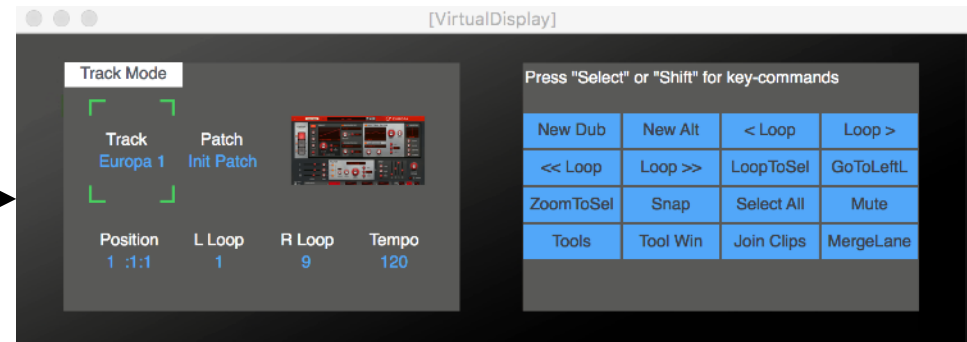 [VirtualDisplay]
Track Mode
Track Patch
Europa 1 Init Patch
Position L Loop R Loop Tempo
1 :1:1 1 9 120
Press "Select" or "Shift" for key-commands
New Dub New Alt < Loop Loop >
<< Loop Loop >> LoopToSel GoToLeftL
ZoomToSel Snap Select All Mute
Tools Tool Win Join Clips MergeLane